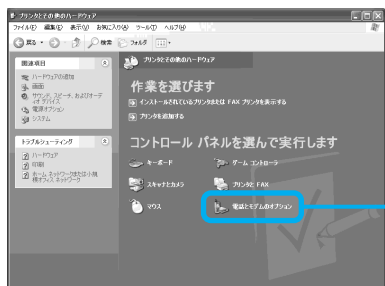 プリンタとその他のハードウェア
ファイル(F) 編集(E) 表示(V) お気に入り(A) ツール(T) ヘルプ(H)
戻る 検索 フォルダ
関連項目
ハードウェアの追加
画面
サウンド、スピーチ、およびオーディオ デバイス
電源オプション
システム
トラブルシューティング
ハードウェア
印刷
ホーム ネットワークまたは小規模オフィス ネットワーク
プリンタとその他のハードウェア
作業を選びます
インストールされているプリンタまたは FAX プリンタを表示する
プリンタを追加する
コントロール パネルを選んで実行します
キーボード ゲーム コントローラ
スキャナとカメラ プリンタと FAX
マウス 電話とモデムのオプション